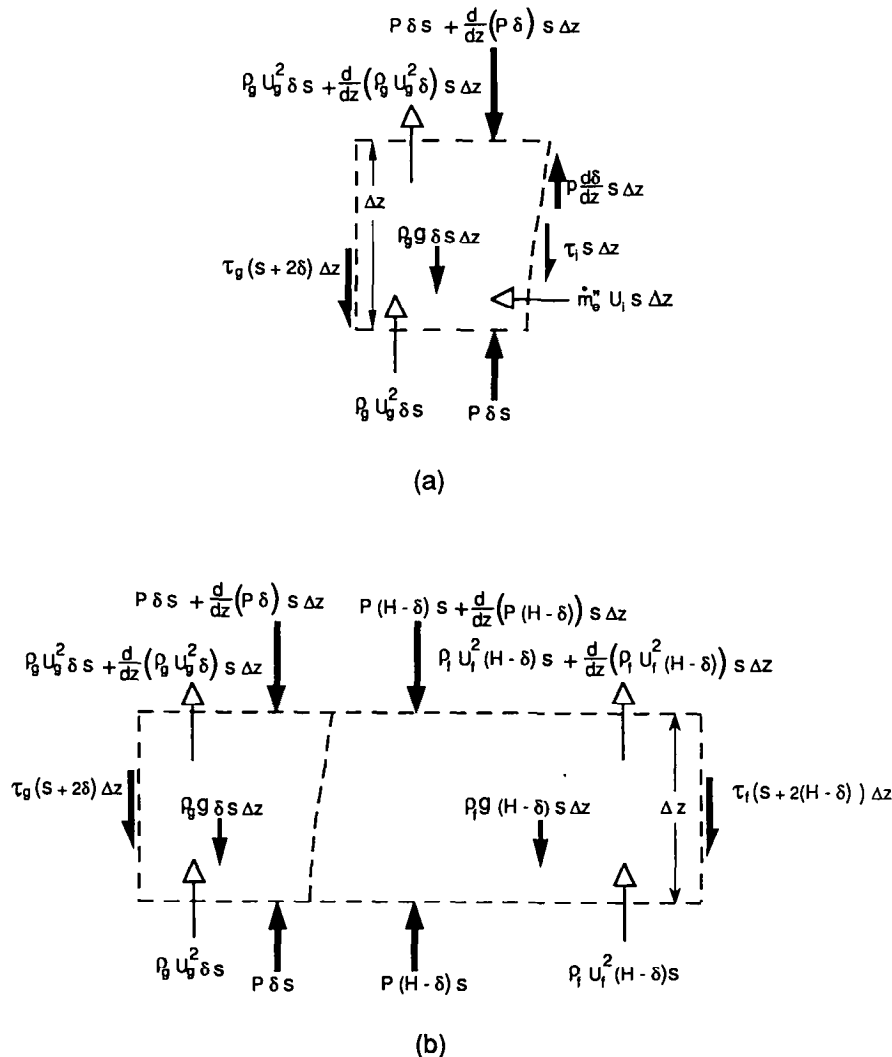 P δ s + d/dz (P δ) s Δz
ρg Ug² δ s + d/dz (ρg Ug² δ) s Δz
Δz
P dδ/dz s Δz
ρg g δ s Δz
τi s Δz
τg (s + 2δ) Δz
ṁe" Ui s Δz
ρg Ug² δ s
P δ s
(a)
P δ s + d/dz (P δ) s Δz
P (H - δ) s + d/dz (P (H - δ)) s Δz
ρg Ug² δ s + d/dz (ρg Ug² δ) s Δz
ρf Uf² (H - δ) s + d/dz (ρf Uf² (H - δ)) s Δz
τg (s + 2δ) Δz
ρg g δ s Δz
ρf g (H - δ) s Δz
Δz
τf (s + 2(H - δ)) Δz
ρg Ug² δ s
P δ s
P (H - δ) s
ρf Uf² (H - δ)s
(b)